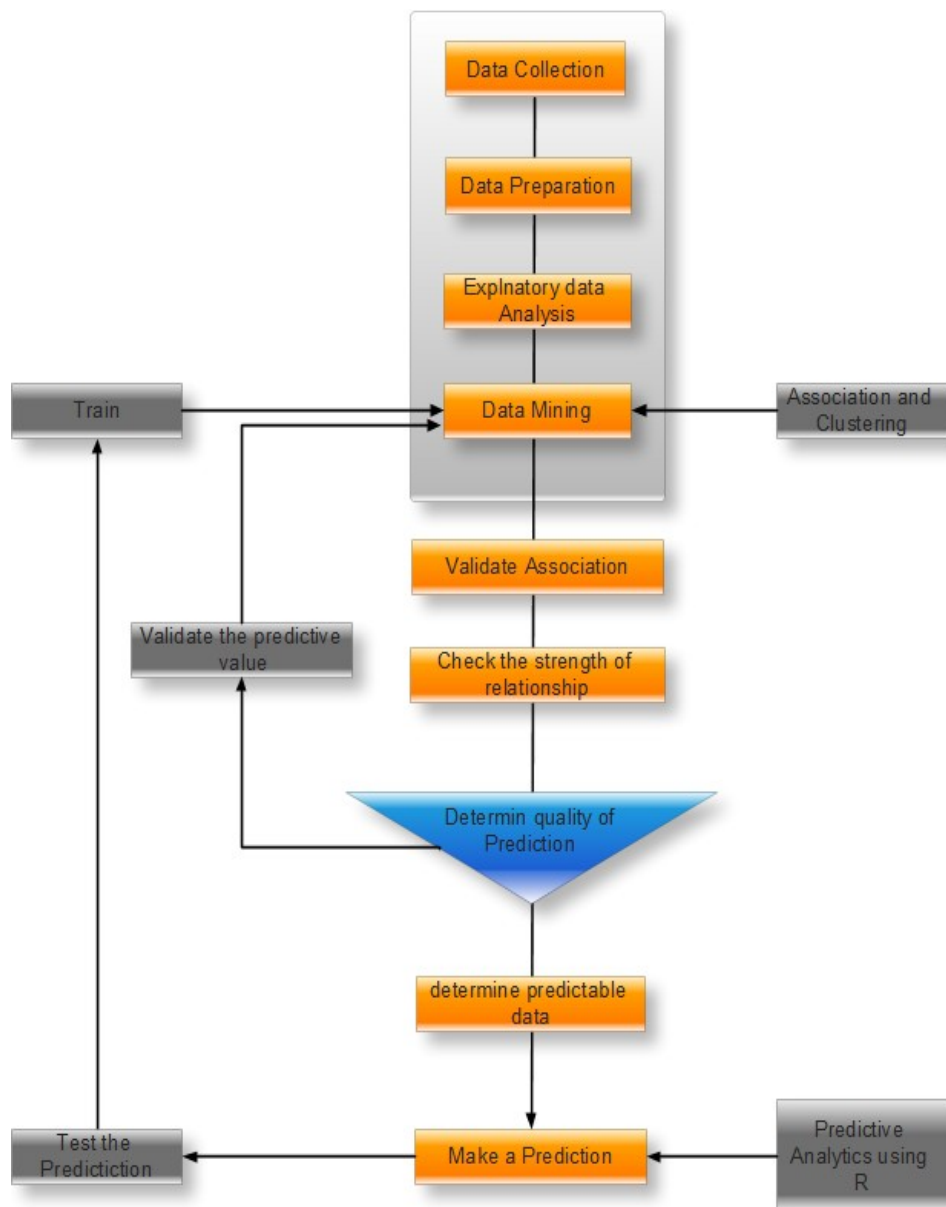 Data Collection
Data Preparation
Explnatory data
Analysis
Train
Data Mining
Association and
Clustering
Validate Association
Validate the predictive
value
Check the strength of
relationship
Determin quality of
Prediction
determine predictable
data
Test the
Predictiction
Make a Prediction
Predictive
Analytics using
R